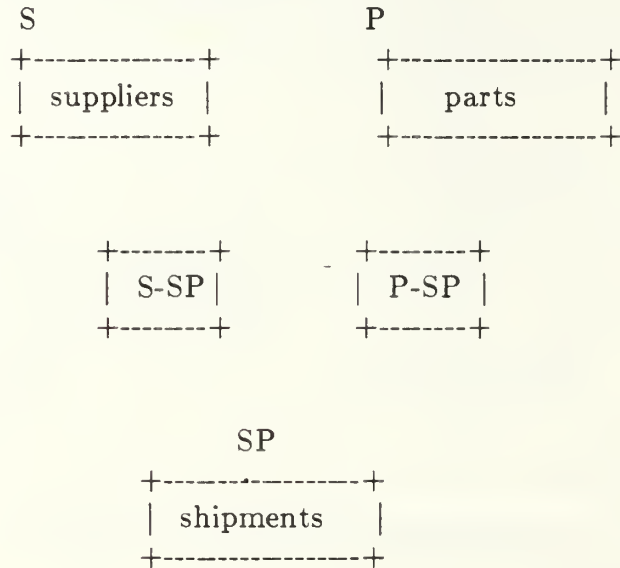 S P
+---------------+ +------------------+
| suppliers | | parts |
+---------------+ +------------------+
+---------+ +---------+
| S-SP | | P-SP |
+---------+ +---------+
SP
+------------------+
| shipments |
+------------------+